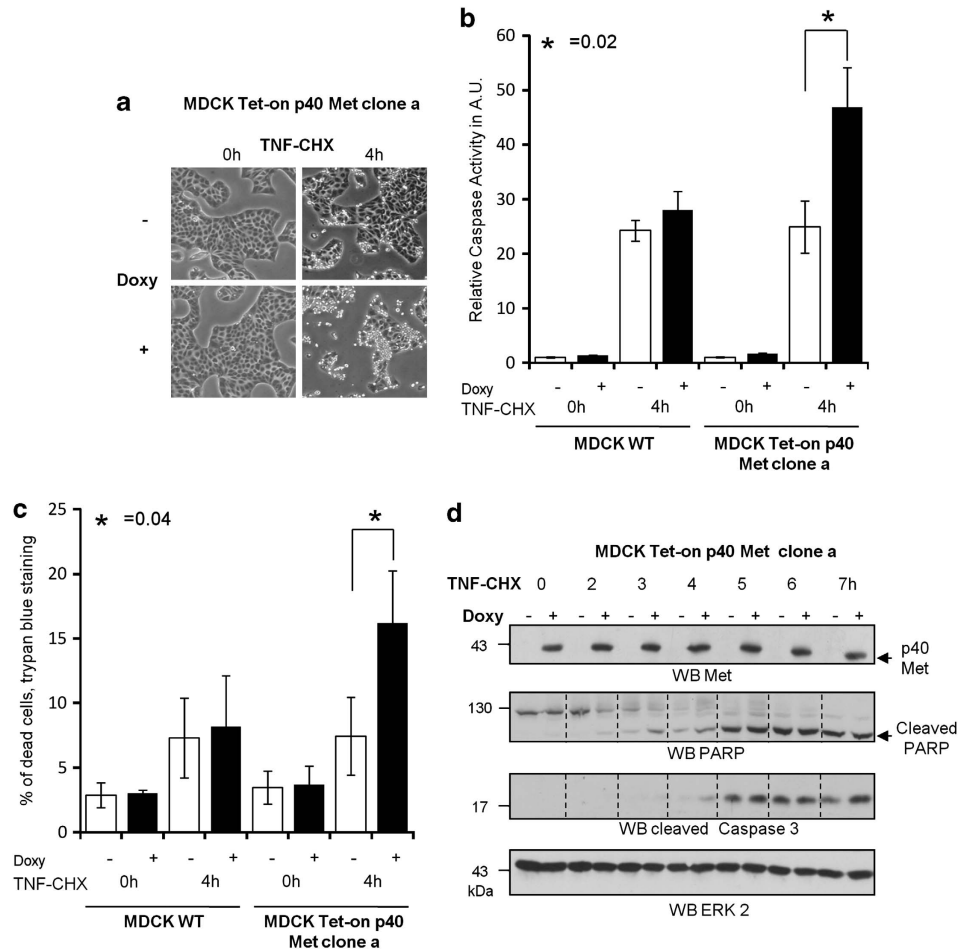 a MDCK Tet-on p40 Met clone a
TNF-CHX
0h 4h
-
Doxy
+
b
* =0.02
*
Relative Caspase Activity in A.U.
60
50
40
30
20
10
0
Doxy - + - + - + - +
TNF-CHX 0h 4h 0h 4h
MDCK WT MDCK Tet-on p40
Met clone a
c
* =0.04
*
% of dead cells, trypan blue staining
25
20
15
10
5
0
Doxy - + - + - + - +
TNF-CHX 0h 4h 0h 4h
MDCK WT MDCK Tet-on p40
Met clone a
d
MDCK Tet-on p40 Met clone a
TNF-CHX 0 2 3 4 5 6 7h
Doxy - + - + - + - + - + - + - +
43 p40
Met
WB Met
130
Cleaved
PARP
WB PARP
17
WB cleaved Caspase 3
43
kDa
WB ERK 2